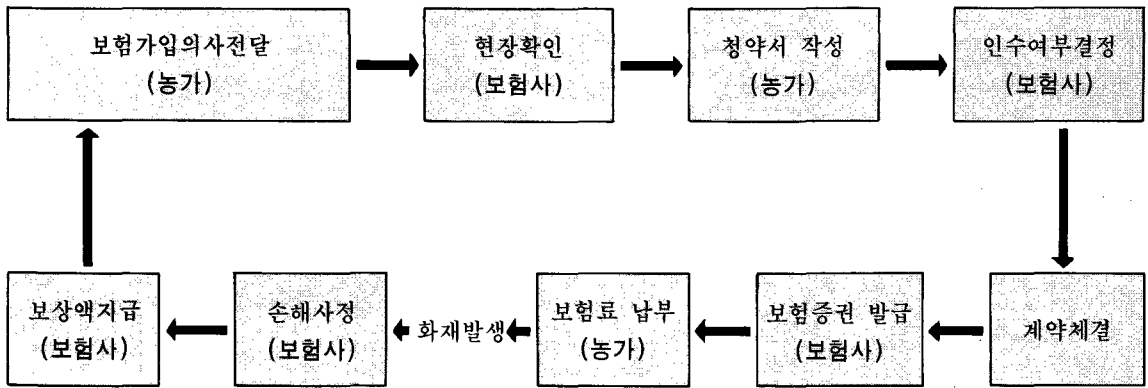 보험가입의사전달
(농가)
현장확인
(보험사)
청약서 작성
(농가)
인수여부결정
(보험사)
보상액지급
(보험사)
손해사정
(보험사)
화재발생
보험료 납부
(농가)
보험증권 발급
(보험사)
계약체결